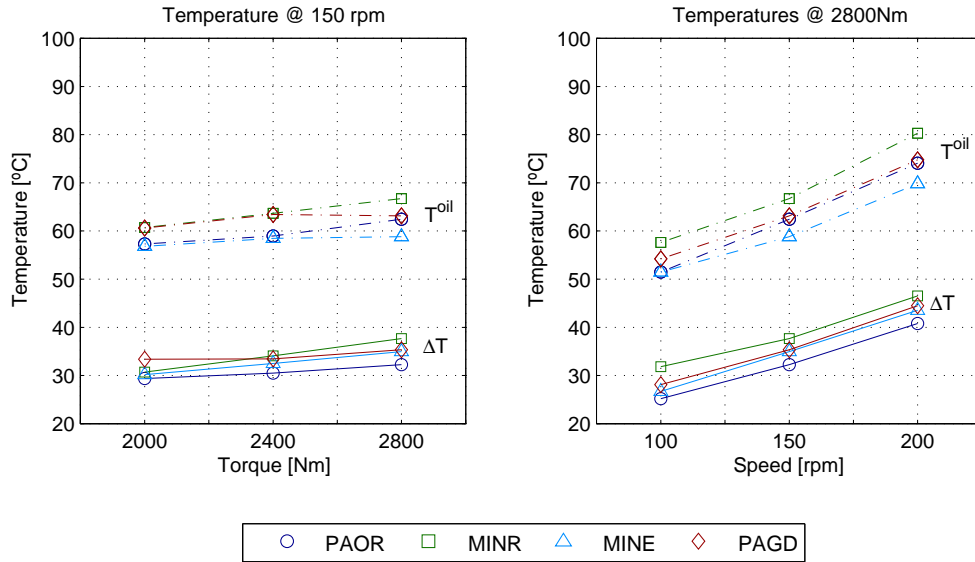 Temperature @ 150 rpm
100
90
80
70
60
50
40
30
20
Temperature [ºC]
T^oil
ΔT
2000 2400 2800
Torque [Nm]
Temperatures @ 2800Nm
100
90
80
70
60
50
40
30
20
Temperature [ºC]
T^oil
ΔT
100 150 200
Speed [rpm]
PAOR MINR MINE PAGD